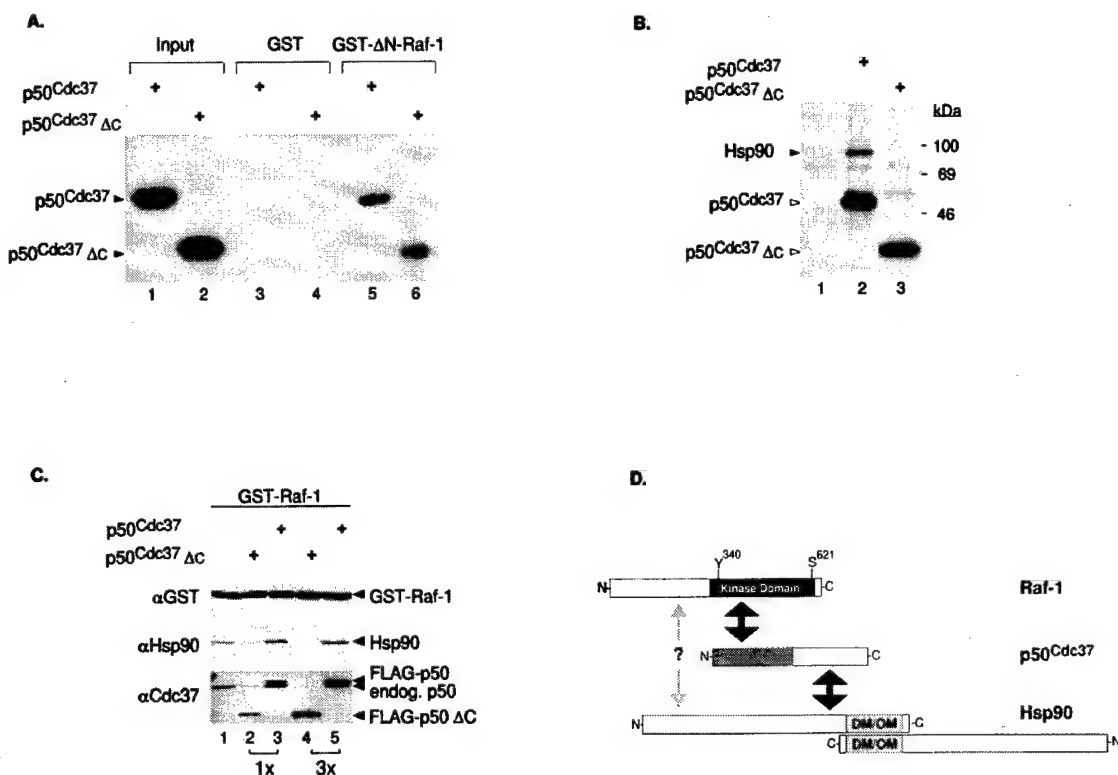 A.
Input GST GST-ΔN-Raf-1
p50Cdc37 + + +
p50Cdc37 ΔC + + +
p50Cdc37
p50Cdc37 ΔC
1 2 3 4 5 6
B.
p50Cdc37 +
p50Cdc37 ΔC +
kDa
Hsp90
p50Cdc37
p50Cdc37 ΔC
- 100
- 69
- 46
1 2 3
C.
GST-Raf-1
p50Cdc37 + +
p50Cdc37 ΔC + +
αGST GST-Raf-1
αHsp90 Hsp90
αCdc37 FLAG-p50
endog. p50
FLAG-p50 ΔC
1 2 3 4 5
1x 3x
D.
Y340 S621
N- Kinase Domain -C Raf-1
? N- -C p50Cdc37
Hsp90
N- DM/OM -C
C- DM/OM -N